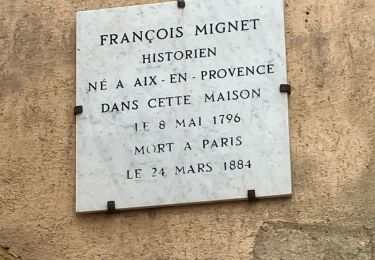 FRANÇOIS MIGNET
HISTORIEN
NÉ A AIX-EN-PROVENCE
DANS CETTE MAISON
LE 8 MAI 1796
MORT A PARIS
LE 24 MARS 1884